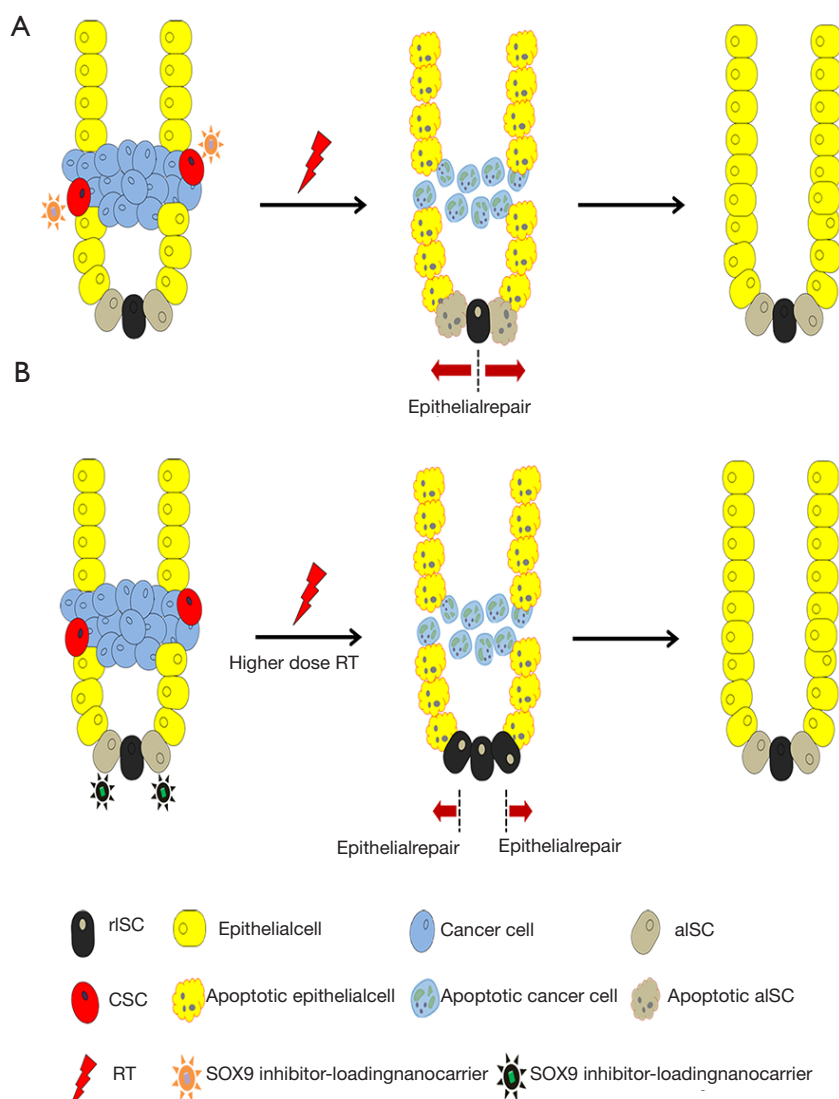 A
Epithelialrepair
B
Higher dose RT
Epithelialrepair
Epithelialrepair
rISC
Epithelialcell
Cancer cell
aISC
CSC
Apoptotic epithelialcell
Apoptotic cancer cell
Apoptotic aISC
RT
SOX9 inhibitor-loadingnanocarrier
SOX9 inhibitor-loadingnanocarrier